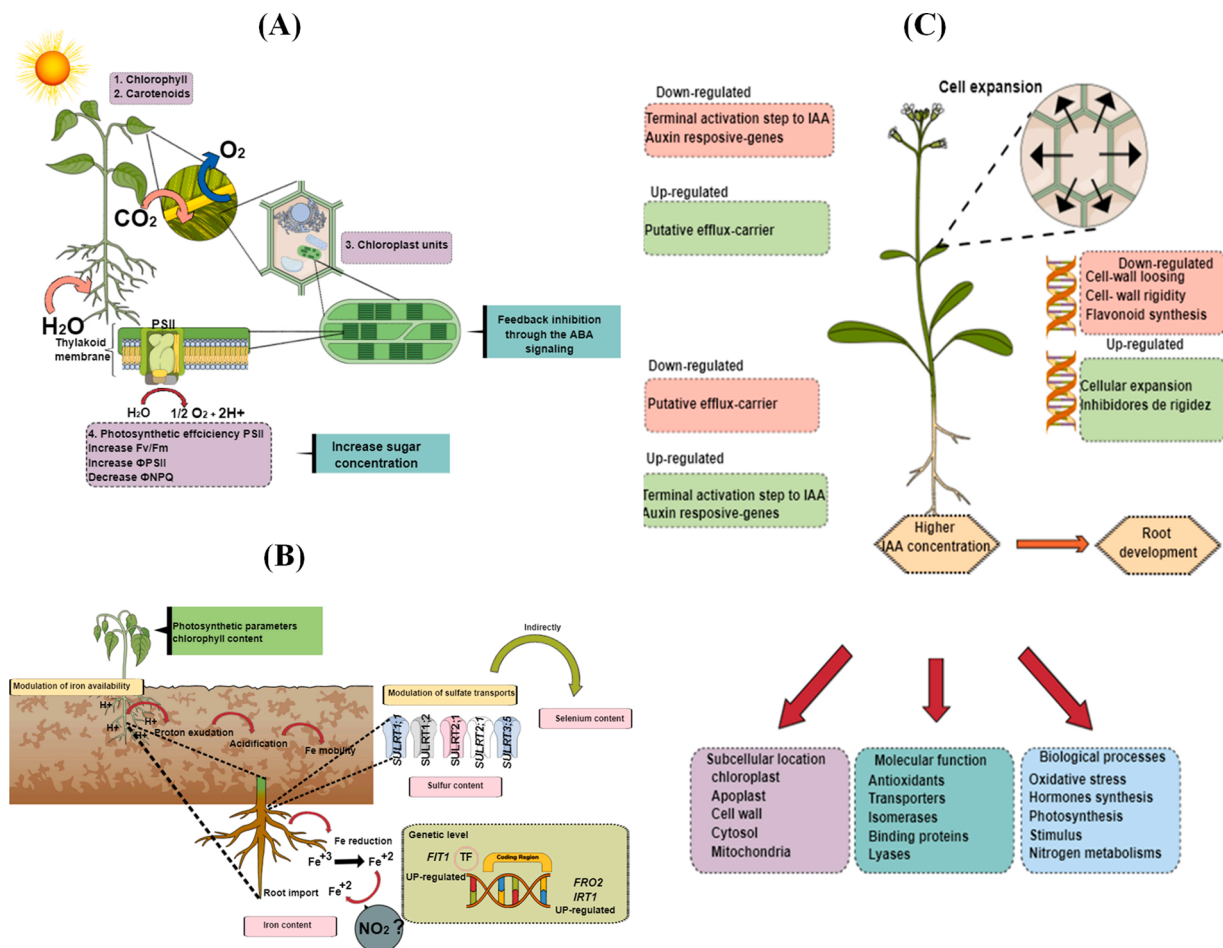 (A)
1. Chlorophyll
2. Carotenoids
O2
CO2
3. Chloroplast units
H2O
PSII
Thylakoid
membrane
Feedback inhibition
through the ABA
signaling
H2O 1/2 O2 + 2H+
4. Photosynthetic effciciency PSII
Increase Fv/Fm
Increase ΦPSII
Decrease ΦNPQ
Increase sugar
concentration
(B)
Photosynthetic parameters
chlorophyll content
Indirectly
Modulation of iron availability
Modulation of sulfate transports
H+
H+
H+
H+
Proton exudation
Acidification
Fe mobility
Selenium content
SULRT1;1
SULRT1;2
SULRT2;1
SULRT2;1
SULRT3;5
Sulfur content
Fe reduction
Fe+3
Fe+2
Root import
Fe+2
Iron content
NO2 ?
Genetic level
Coding Region
FIT1
TF
UP-regulated
FRO2
IRT1
UP-regulated
(C)
Down-regulated
Terminal activation step to IAA
Auxin resposive-genes
Up-regulated
Putative efflux-carrier
Cell expansion
Down-regulated
Cell-wall loosing
Cell- wall rigidity
Flavonoid synthesis
Up-regulated
Cellular expansion
Inhibidores de rigidez
Down-regulated
Putative efflux-carrier
Up-regulated
Terminal activation step to IAA
Auxin resposive-genes
Higher
IAA concentration
Root
development
Subcellular location
chloroplast
Apoplast
Cell wall
Cytosol
Mitochondria
Molecular function
Antioxidants
Transporters
Isomerases
Binding proteins
Lyases
Biological processes
Oxidative stress
Hormones synthesis
Photosynthesis
Stimulus
Nitrogen metabolisms